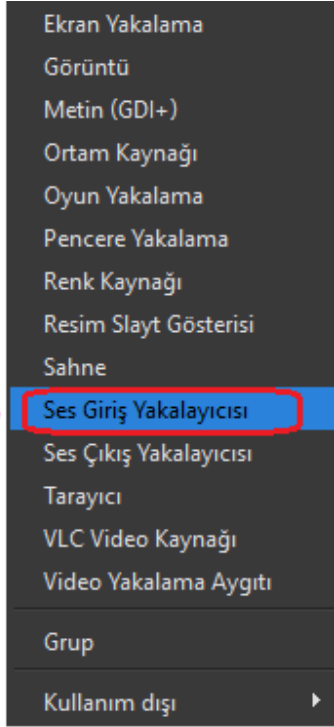 Ekran Yakalama
Görüntü
Metin (GDI+)
Ortam Kaynağı
Oyun Yakalama
Pencere Yakalama
Renk Kaynağı
Resim Slayt Gösterisi
Sahne
Ses Giriş Yakalayıcısı
Ses Çıkış Yakalayıcısı
Tarayıcı
VLC Video Kaynağı
Video Yakalama Aygıtı
Grup
Kullanım dışı